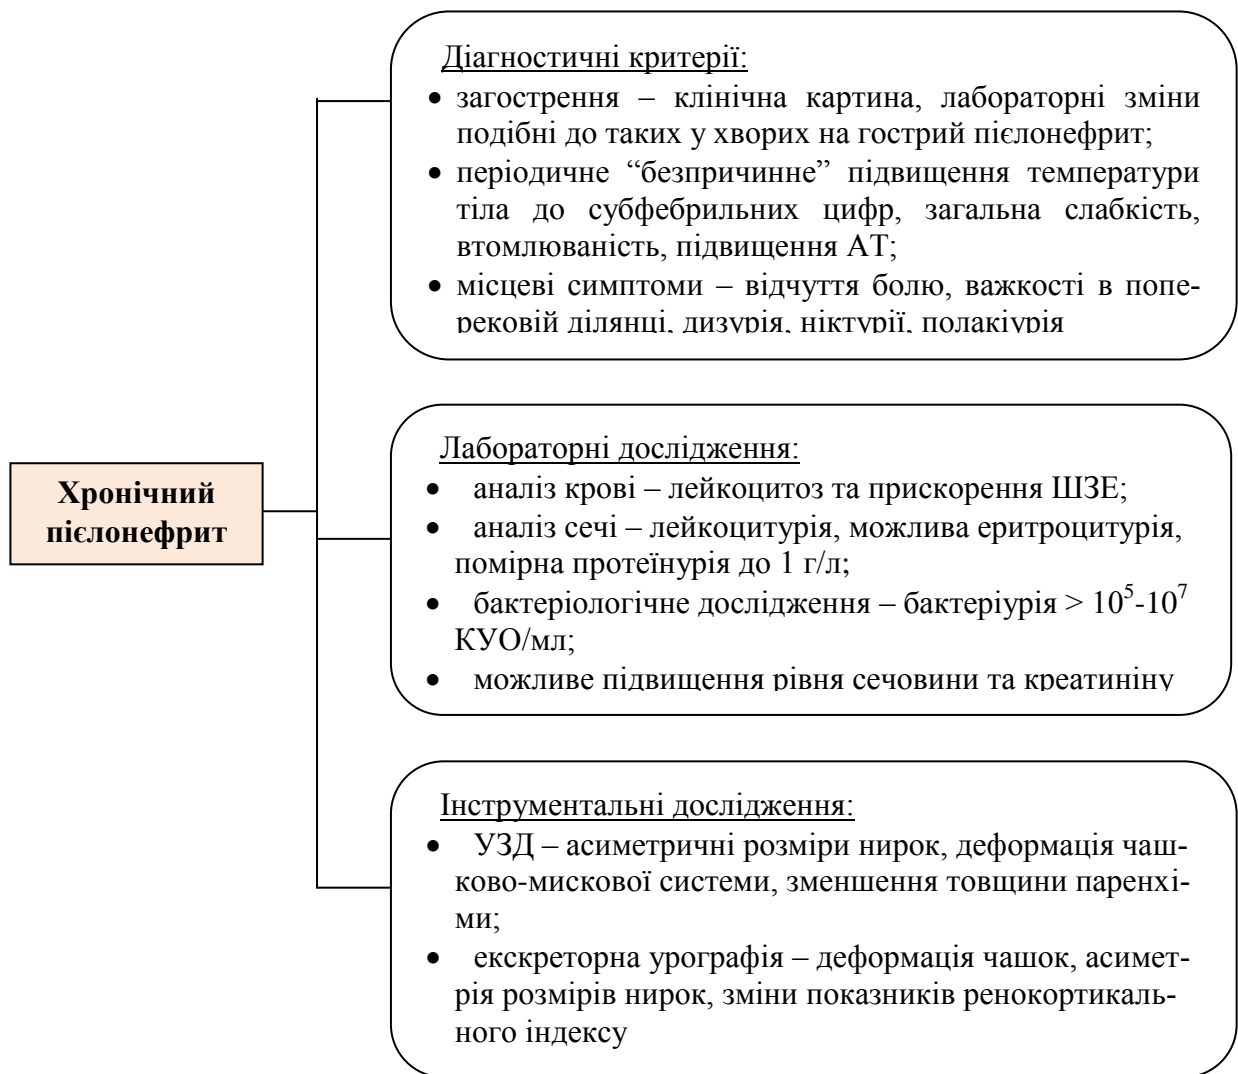 Діагностичні критерії:
• загострення – клінічна картина, лабораторні зміни
подібні до таких у хворих на гострий пієлонефрит;
• періодичне “безпричинне” підвищення температури
тіла до субфебрильних цифр, загальна слабкість,
втомлюваність, підвищення АТ;
• місцеві симптоми – відчуття болю, важкості в попе-
рековій ділянці, дизурія, ніктурії, полакіурія
Хронічний
пієлонефрит
Лабораторні дослідження:
• аналіз крові – лейкоцитоз та прискорення ШЗЕ;
• аналіз сечі – лейкоцитурія, можлива еритроцитурія,
помірна протеїнурія до 1 г/л;
• бактеріологічне дослідження – бактеріурія > 10⁵-10⁷
КУО/мл;
• можливе підвищення рівня сечовини та креатиніну
Інструментальні дослідження:
• УЗД – асиметричні розміри нирок, деформація чаш-
ково-мискової системи, зменшення товщини паренхі-
ми;
• екскреторна урографія – деформація чашок, асимет-
рія розмірів нирок, зміни показників ренокортикаль-
ного індексу